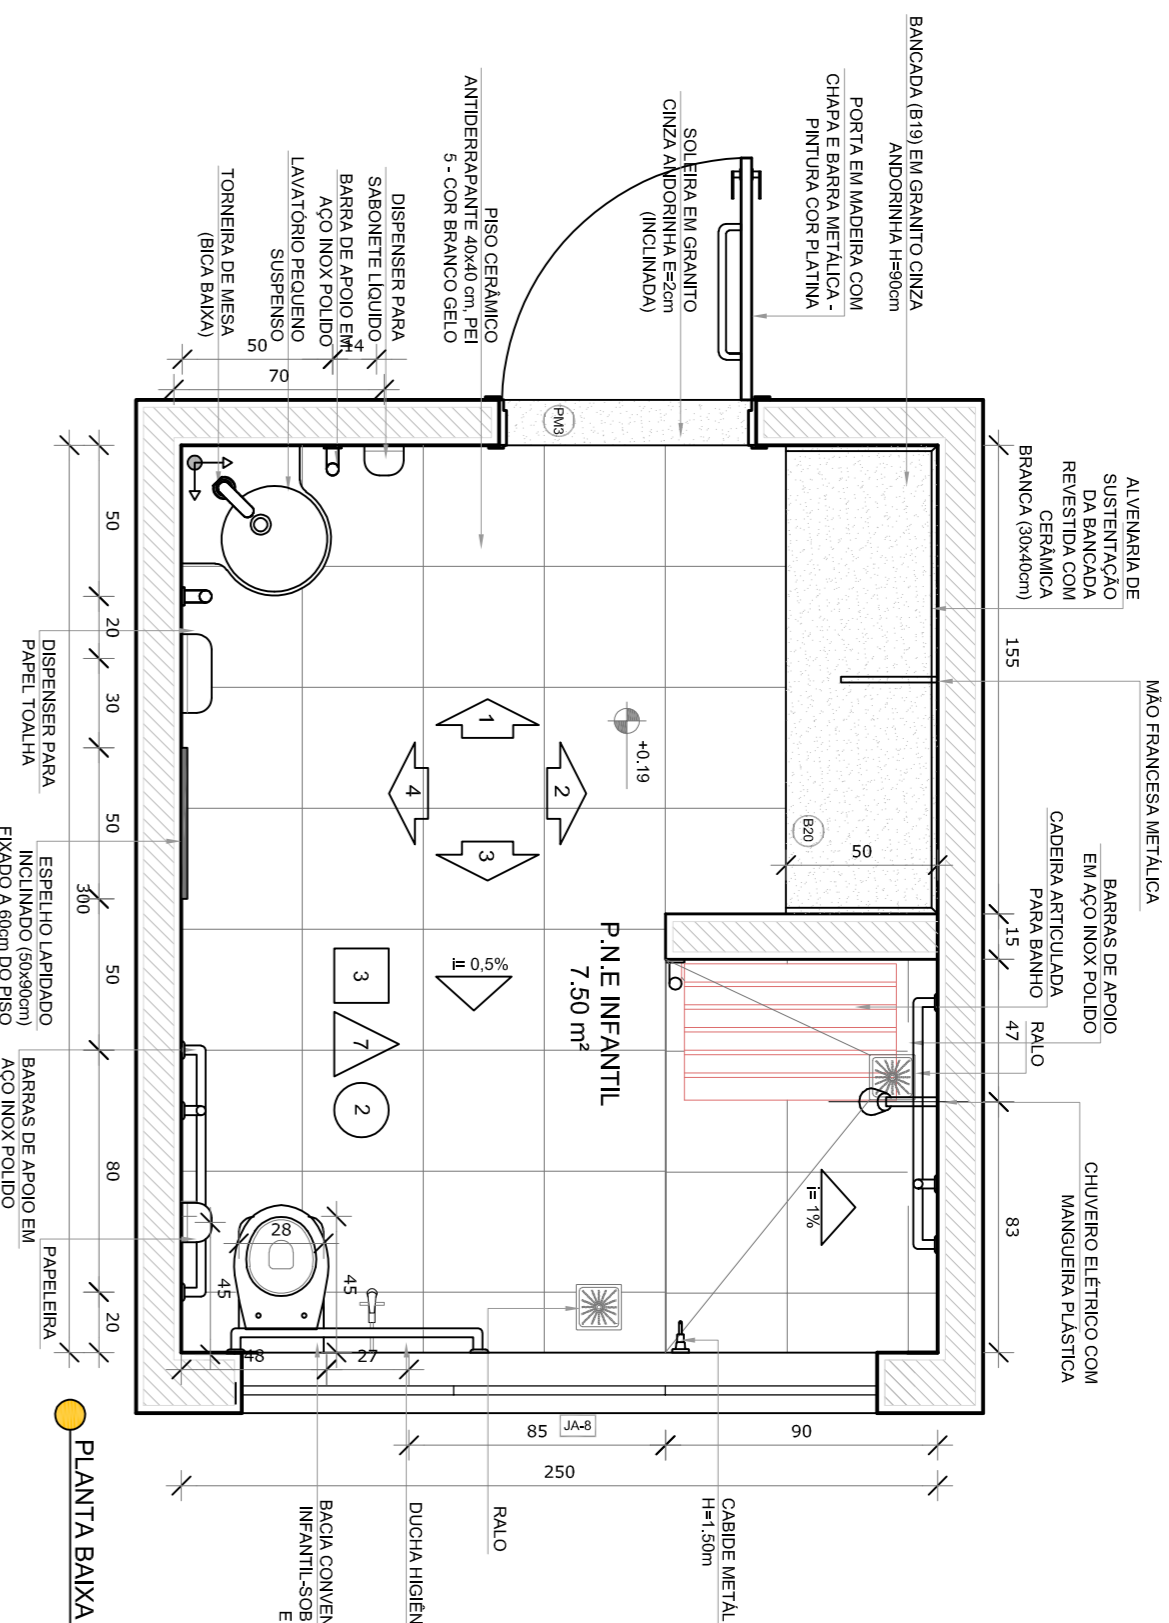 BANCADA (B19) EM GRANITO CINZA
ANDORINHA H=90cm
PORTA EM MADEIRA COM
CHAPA E BARRA METÁLICA -
PINTURA COR PLATINA
SOLEIRA EM GRANITO
CINZA ANDORINHA E=2cm
(INCLINADA)
PISO CERÂMICO
ANTIDERRAPANTE 40x40 cm, PEI
5 - COR BRANCO GELO
DISPENSER PARA
SABONETE LÍQUIDO
BARRA DE APOIO EM
AÇO INOX POLIDO
LAVATÓRIO PEQUENO
SUSPENSO
TORNEIRA DE MESA
(BICA BAIXA)
50
14
70
ALVENARIA DE
SUSTENTAÇÃO
DA BANCADA
REVESTIDA COM
CERÂMICA
BRANCA (30x40cm)
155
MÃO FRANCESA METÁLICA
CADEIRA ARTICULADA
PARA BANHO
BARRAS DE APOIO
EM AÇO INOX POLIDO
15
RALO
47
CHUVEIRO ELÉTRICO COM
MANGUEIRA PLÁSTICA
83
PM3
B20
50
+0.19
1
2
3
4
P.N.E INFANTIL
7.50 m²
i= 0,5%
3
7
2
i= 1%
28
45
45
48
27
50
20
30
50
50
80
20
300
DISPENSER PARA
PAPEL TOALHA
ESPELHO LAPIDADO
INCLINADO (50x90cm)
FIXADO A 60cm DO PISO
BARRAS DE APOIO EM
AÇO INOX POLIDO
PAPELEIRA
85
JA-8
90
250
CABIDE METÁL
H=1.50m
RALO
DUCHA HIGIÊN
BACIA CONVEN
INFANTIL-SOB
E
PLANTA BAIXA